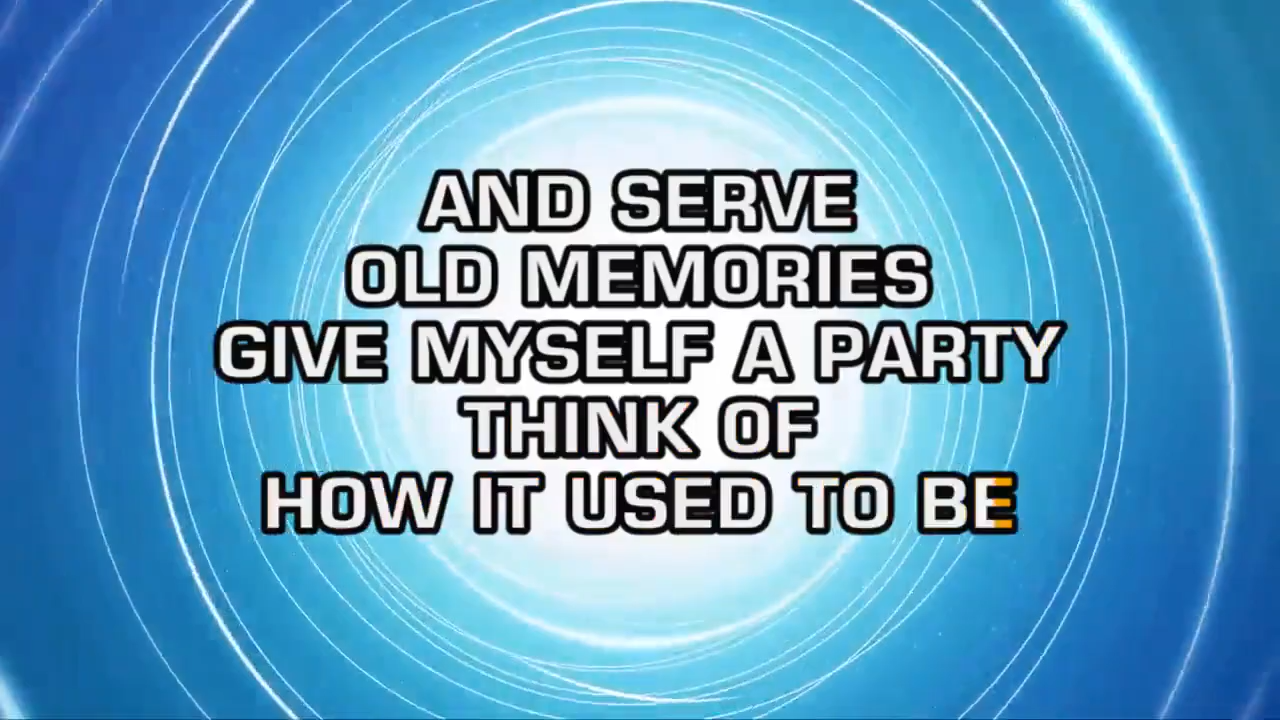 AND SERVE
OLD MEMORIES
GIVE MYSELF A PARTY
THINK OF
HOW IT USED TO BE